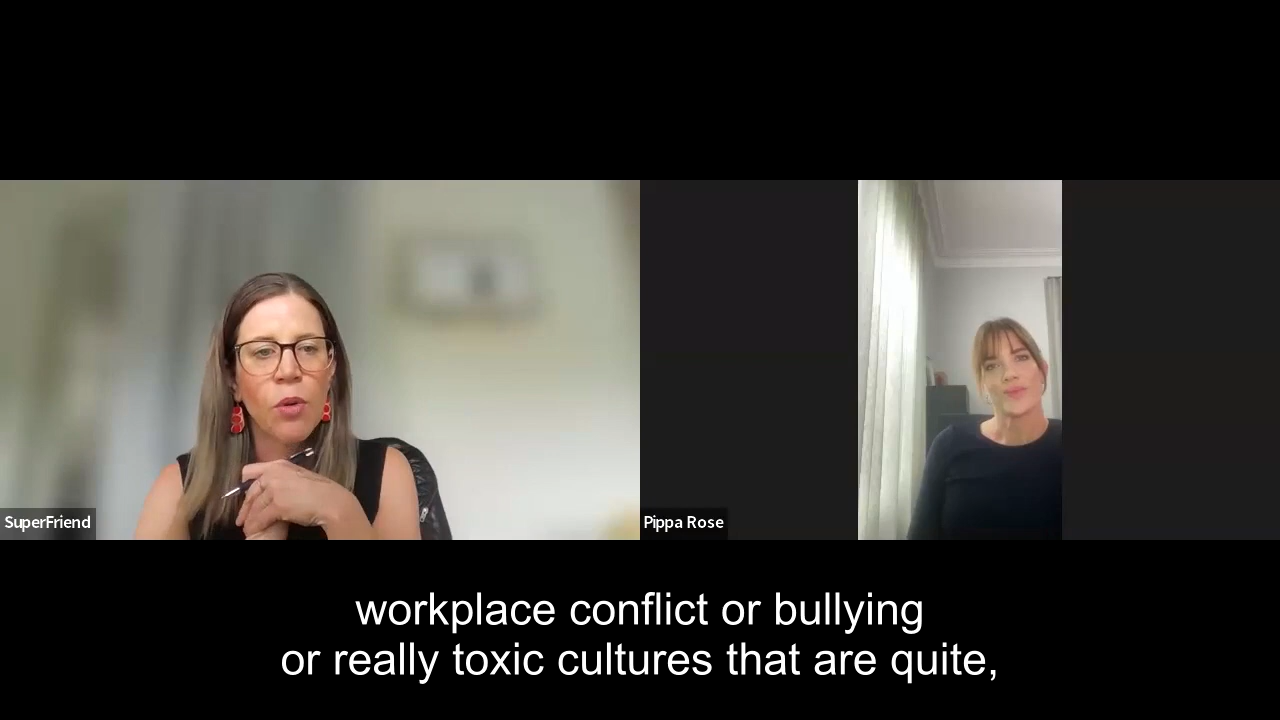 SuperFriend
Pippa Rose
workplace conflict or bullying
or really toxic cultures that are quite,